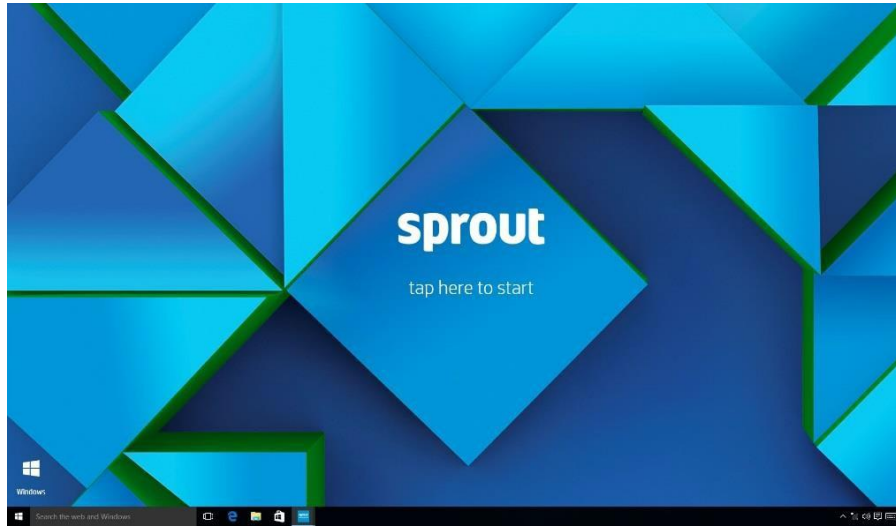 sprout
tap here to start
Windows
Search the web and Windows